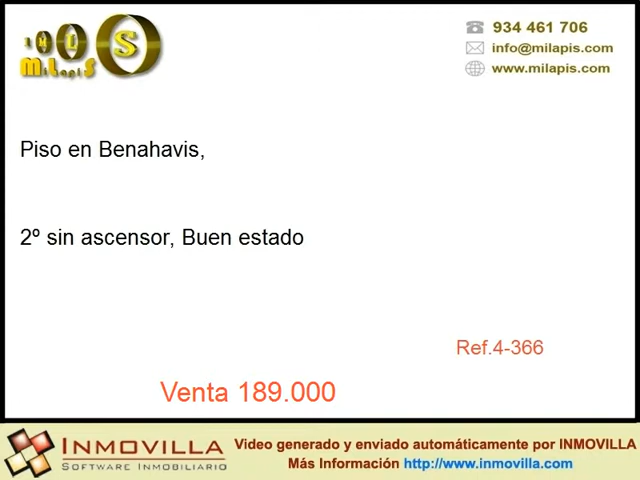 MiLapiS
934 461 706
info@milapis.com
www.milapis.com
Piso en Benahavis,
2º sin ascensor, Buen estado
Ref.4-366
Venta 189.000
INMOVILLA
SOFTWARE INMOBILIARIO
Video generado y enviado automáticamente por INMOVILLA
Más Información http://www.inmovilla.com